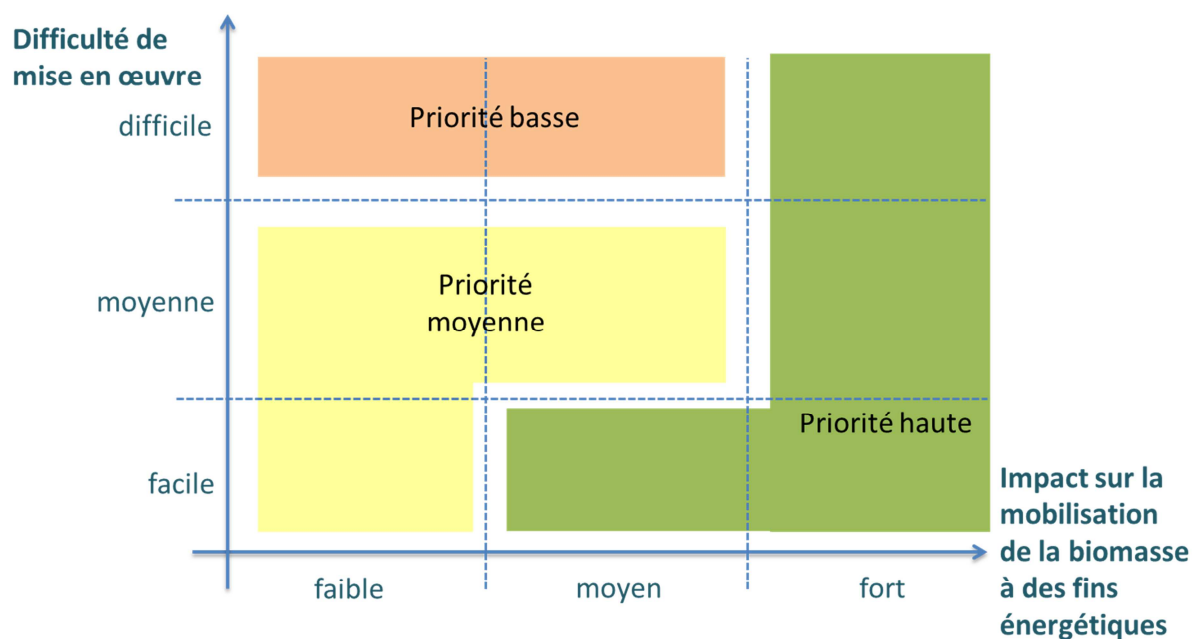 Difficulté de
mise en œuvre
difficile
Priorité basse
moyenne
Priorité
moyenne
Priorité haute
facile
Impact sur la
mobilisation
de la biomasse
à des fins
énergétiques
faible
moyen
fort